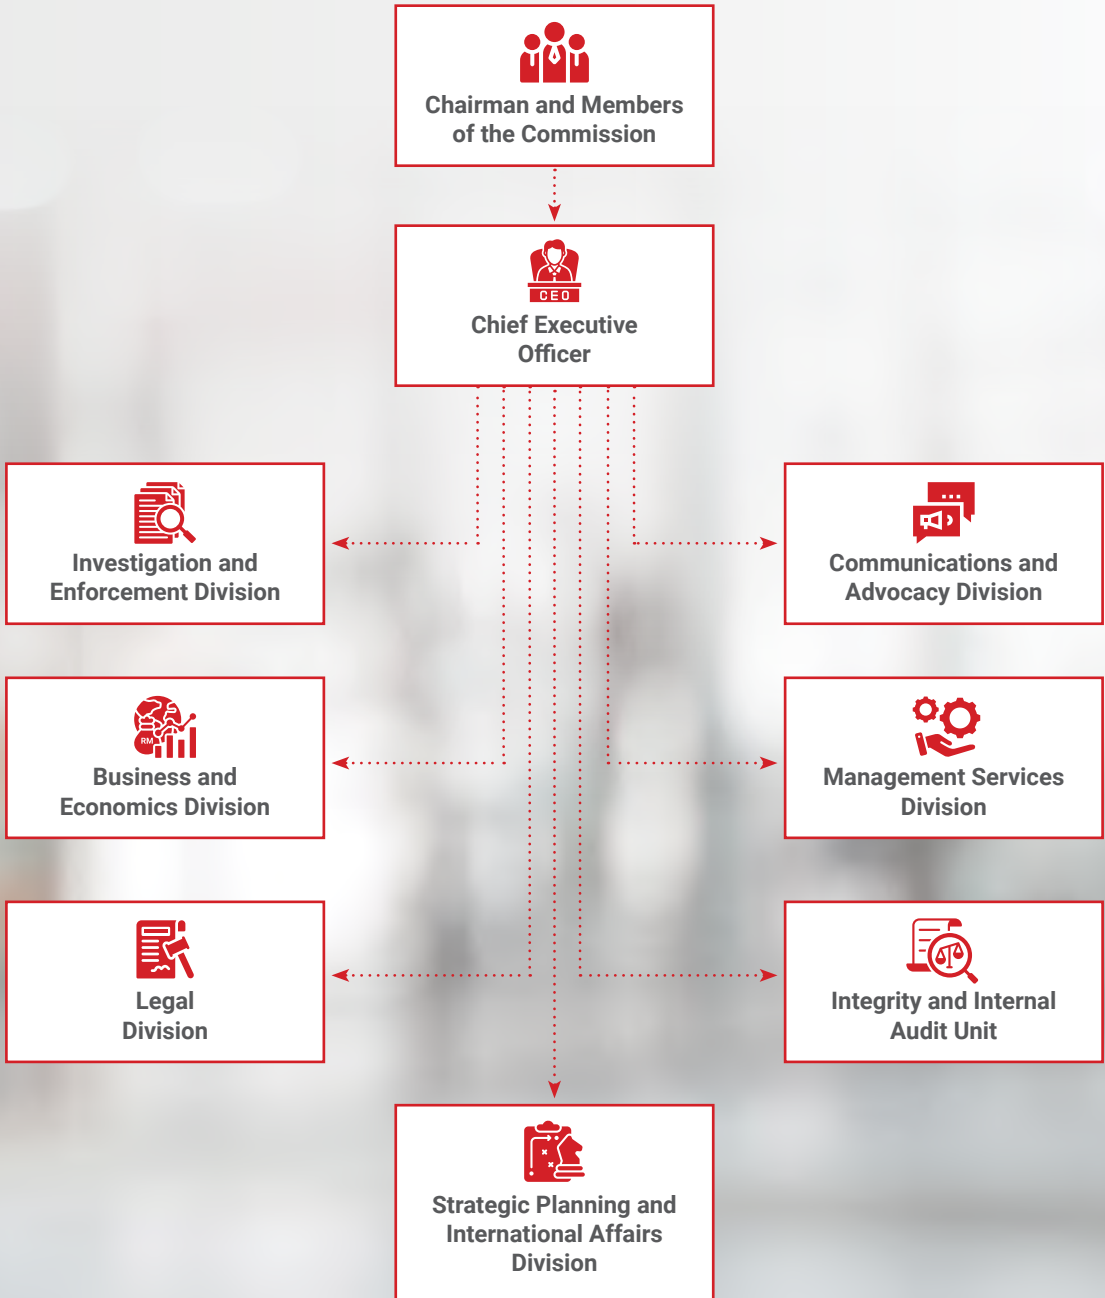 Chairman and Members
of the Commission
CEO
Chief Executive
Officer
Investigation and
Enforcement Division
Communications and
Advocacy Division
RM
Business and
Economics Division
Management Services
Division
Legal
Division
Integrity and Internal
Audit Unit
Strategic Planning and
International Affairs
Division